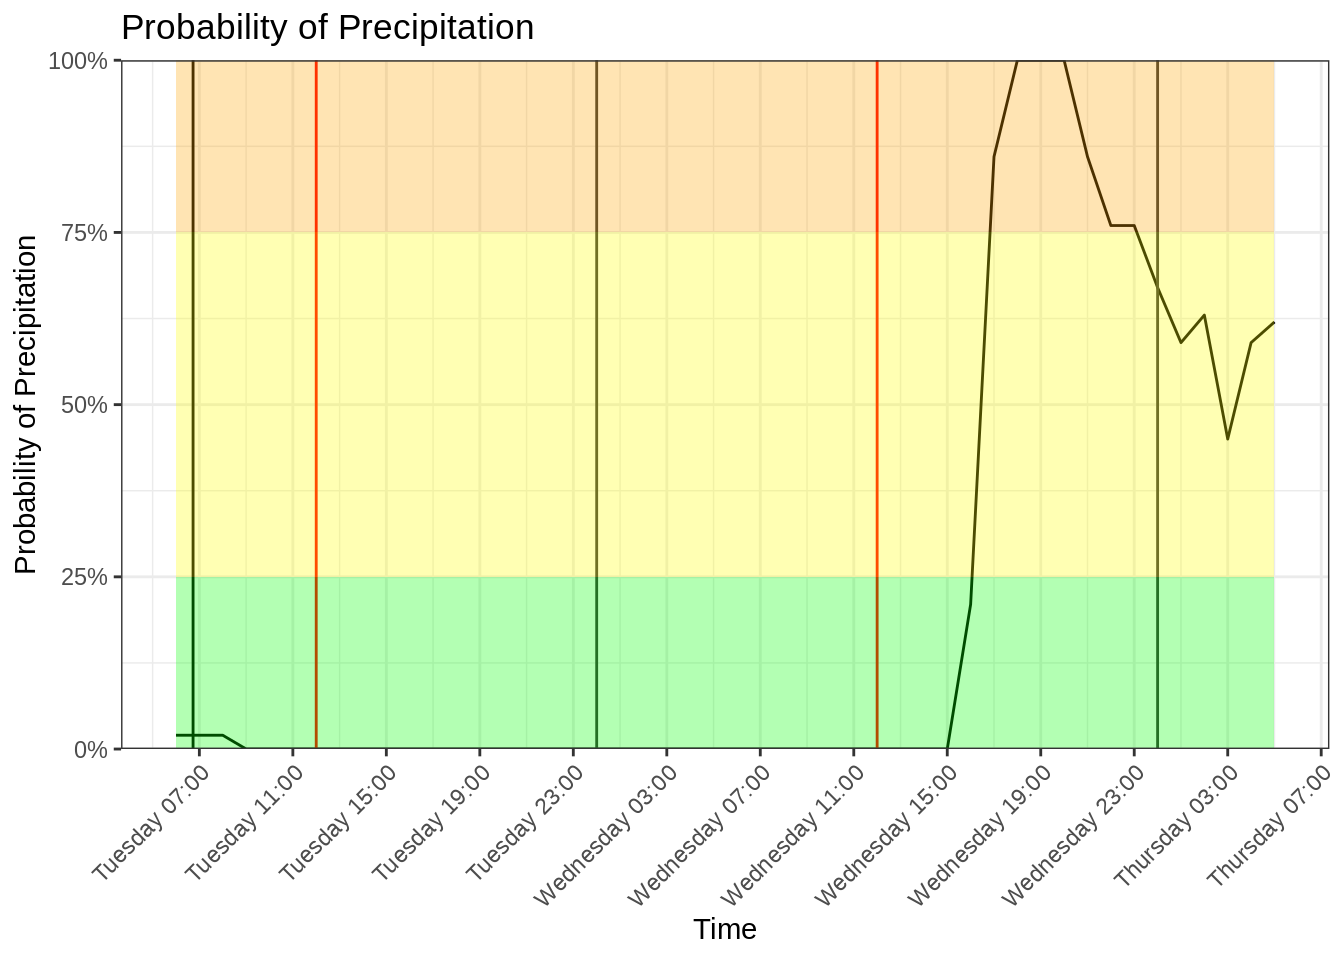 Probability of Precipitation
Probability of Precipitation
100%
75%
50%
25%
0%
Tuesday 07:00
Tuesday 11:00
Tuesday 15:00
Tuesday 19:00
Tuesday 23:00
Wednesday 03:00
Wednesday 07:00
Wednesday 11:00
Wednesday 15:00
Wednesday 19:00
Wednesday 23:00
Thursday 03:00
Thursday 07:00
Time